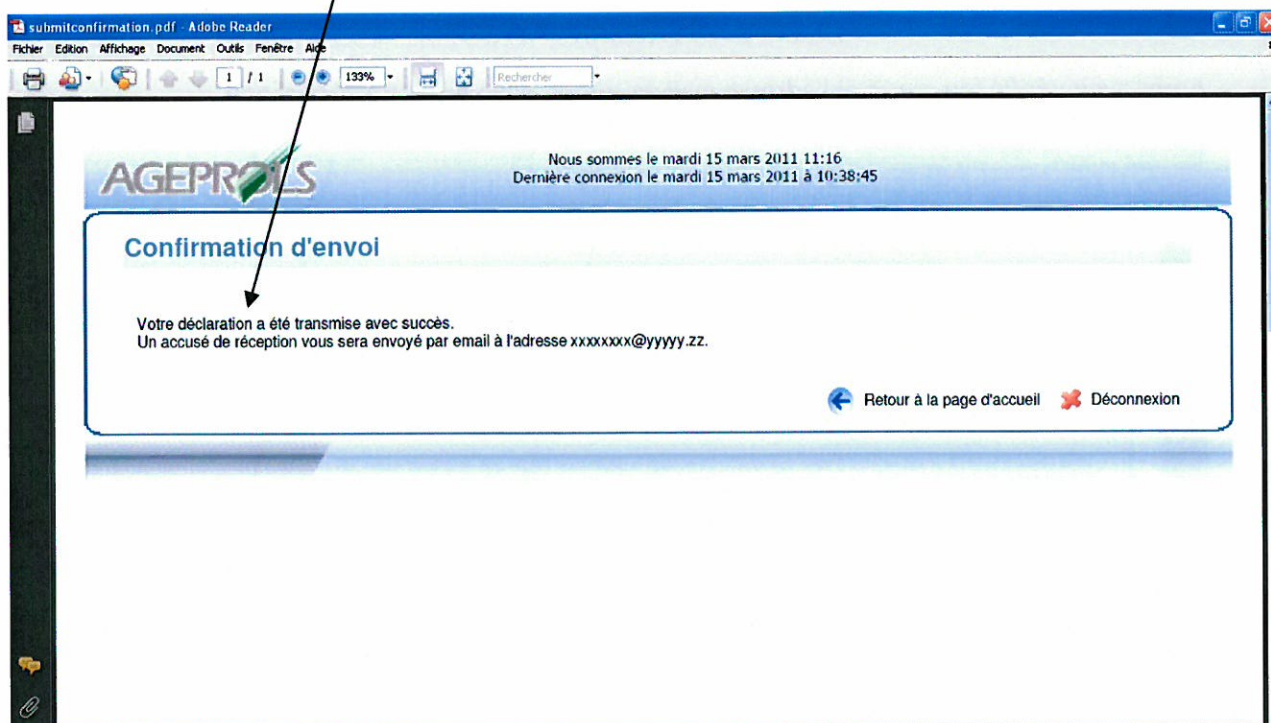 submitconfirmation.pdf - Adobe Reader
Fichier Edition Affichage Document Outils Fenêtre Aide
1 / 1 133% Rechercher
AGEPROLS
Nous sommes le mardi 15 mars 2011 11:16
Dernière connexion le mardi 15 mars 2011 à 10:38:45
Confirmation d'envoi
Votre déclaration a été transmise avec succès.
Un accusé de réception vous sera envoyé par email à l'adresse xxxxxxxx@yyyyy.zz.
Retour à la page d'accueil Déconnexion